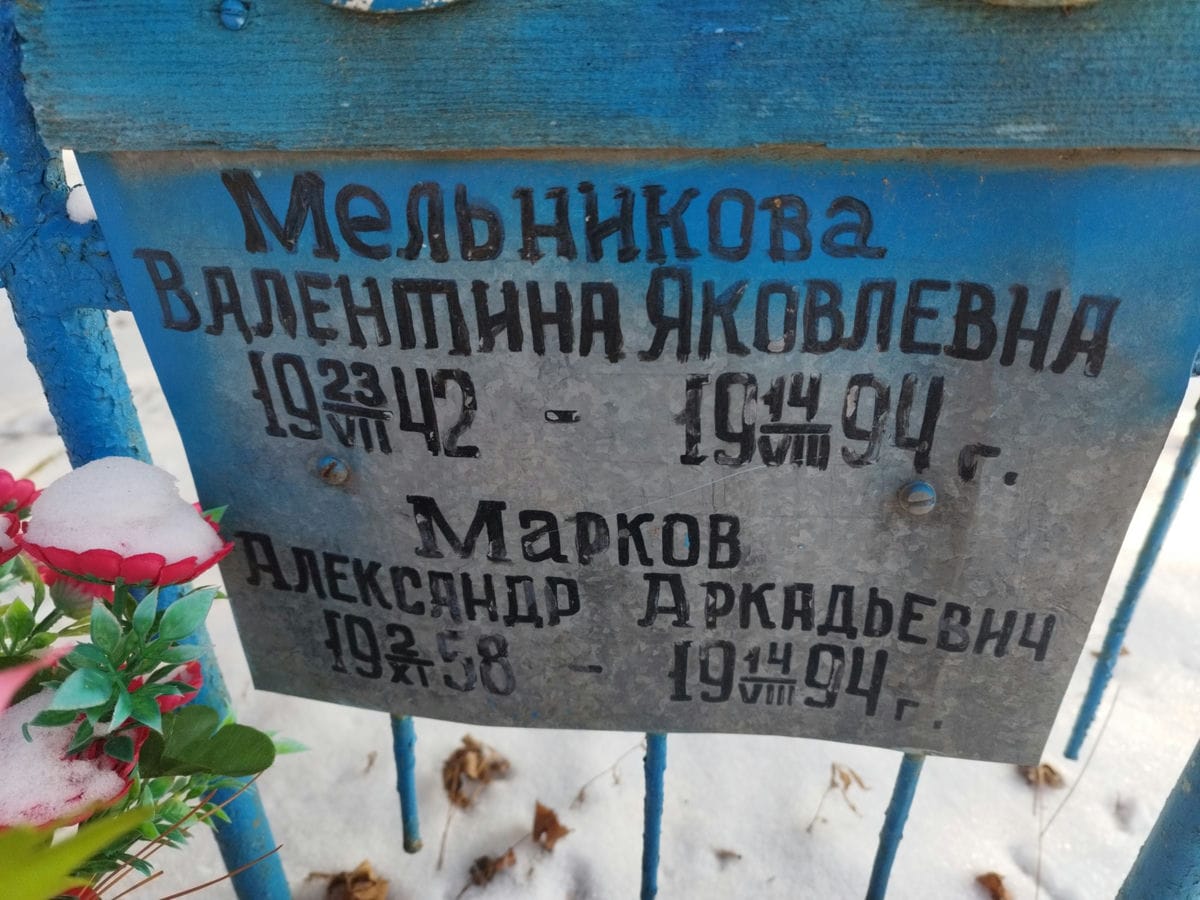 Мельникова
Валентина Яковлевна
19 23/VII 42 - 19 14/VIII 94 г.
Марков
Александр Аркадьевич
19 2/XI 58 - 19 14/VIII 94 г.